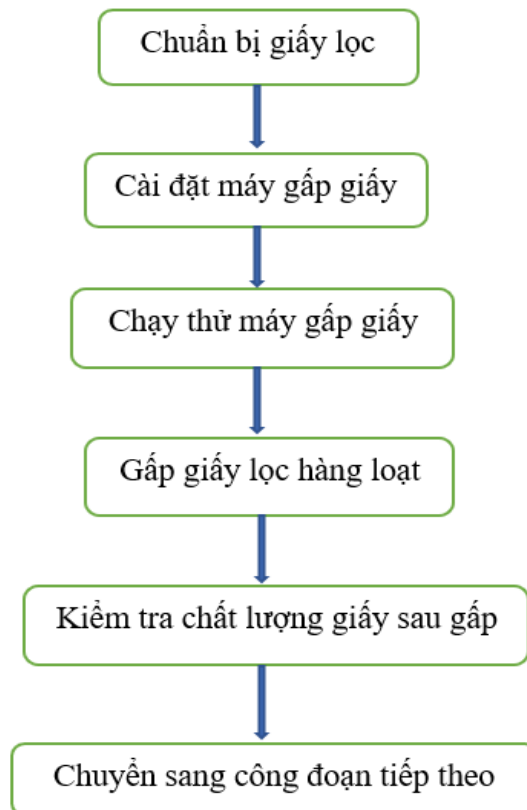 Chuẩn bị giấy lọc
Cài đặt máy gấp giấy
Chạy thử máy gấp giấy
Gấp giấy lọc hàng loạt
Kiểm tra chất lượng giấy sau gấp
Chuyển sang công đoạn tiếp theo